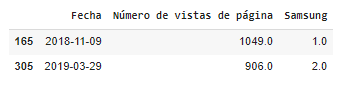 Fecha Número de vistas de página Samsung
165 2018-11-09 1049.0 1.0
305 2019-03-29 906.0 2.0